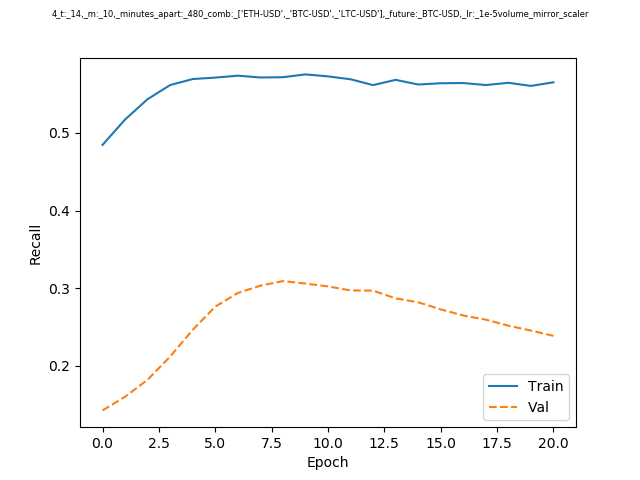 4_t:_14,_m:_10,_minutes_apart:_480_comb:_['ETH-USD',_'BTC-USD',_'LTC-USD'],_future:_BTC-USD,_lr:_1e-5volume_mirror_scaler
0.5
0.4
0.3
0.2
Recall
Train
Val
0.0 2.5 5.0 7.5 10.0 12.5 15.0 17.5 20.0
Epoch